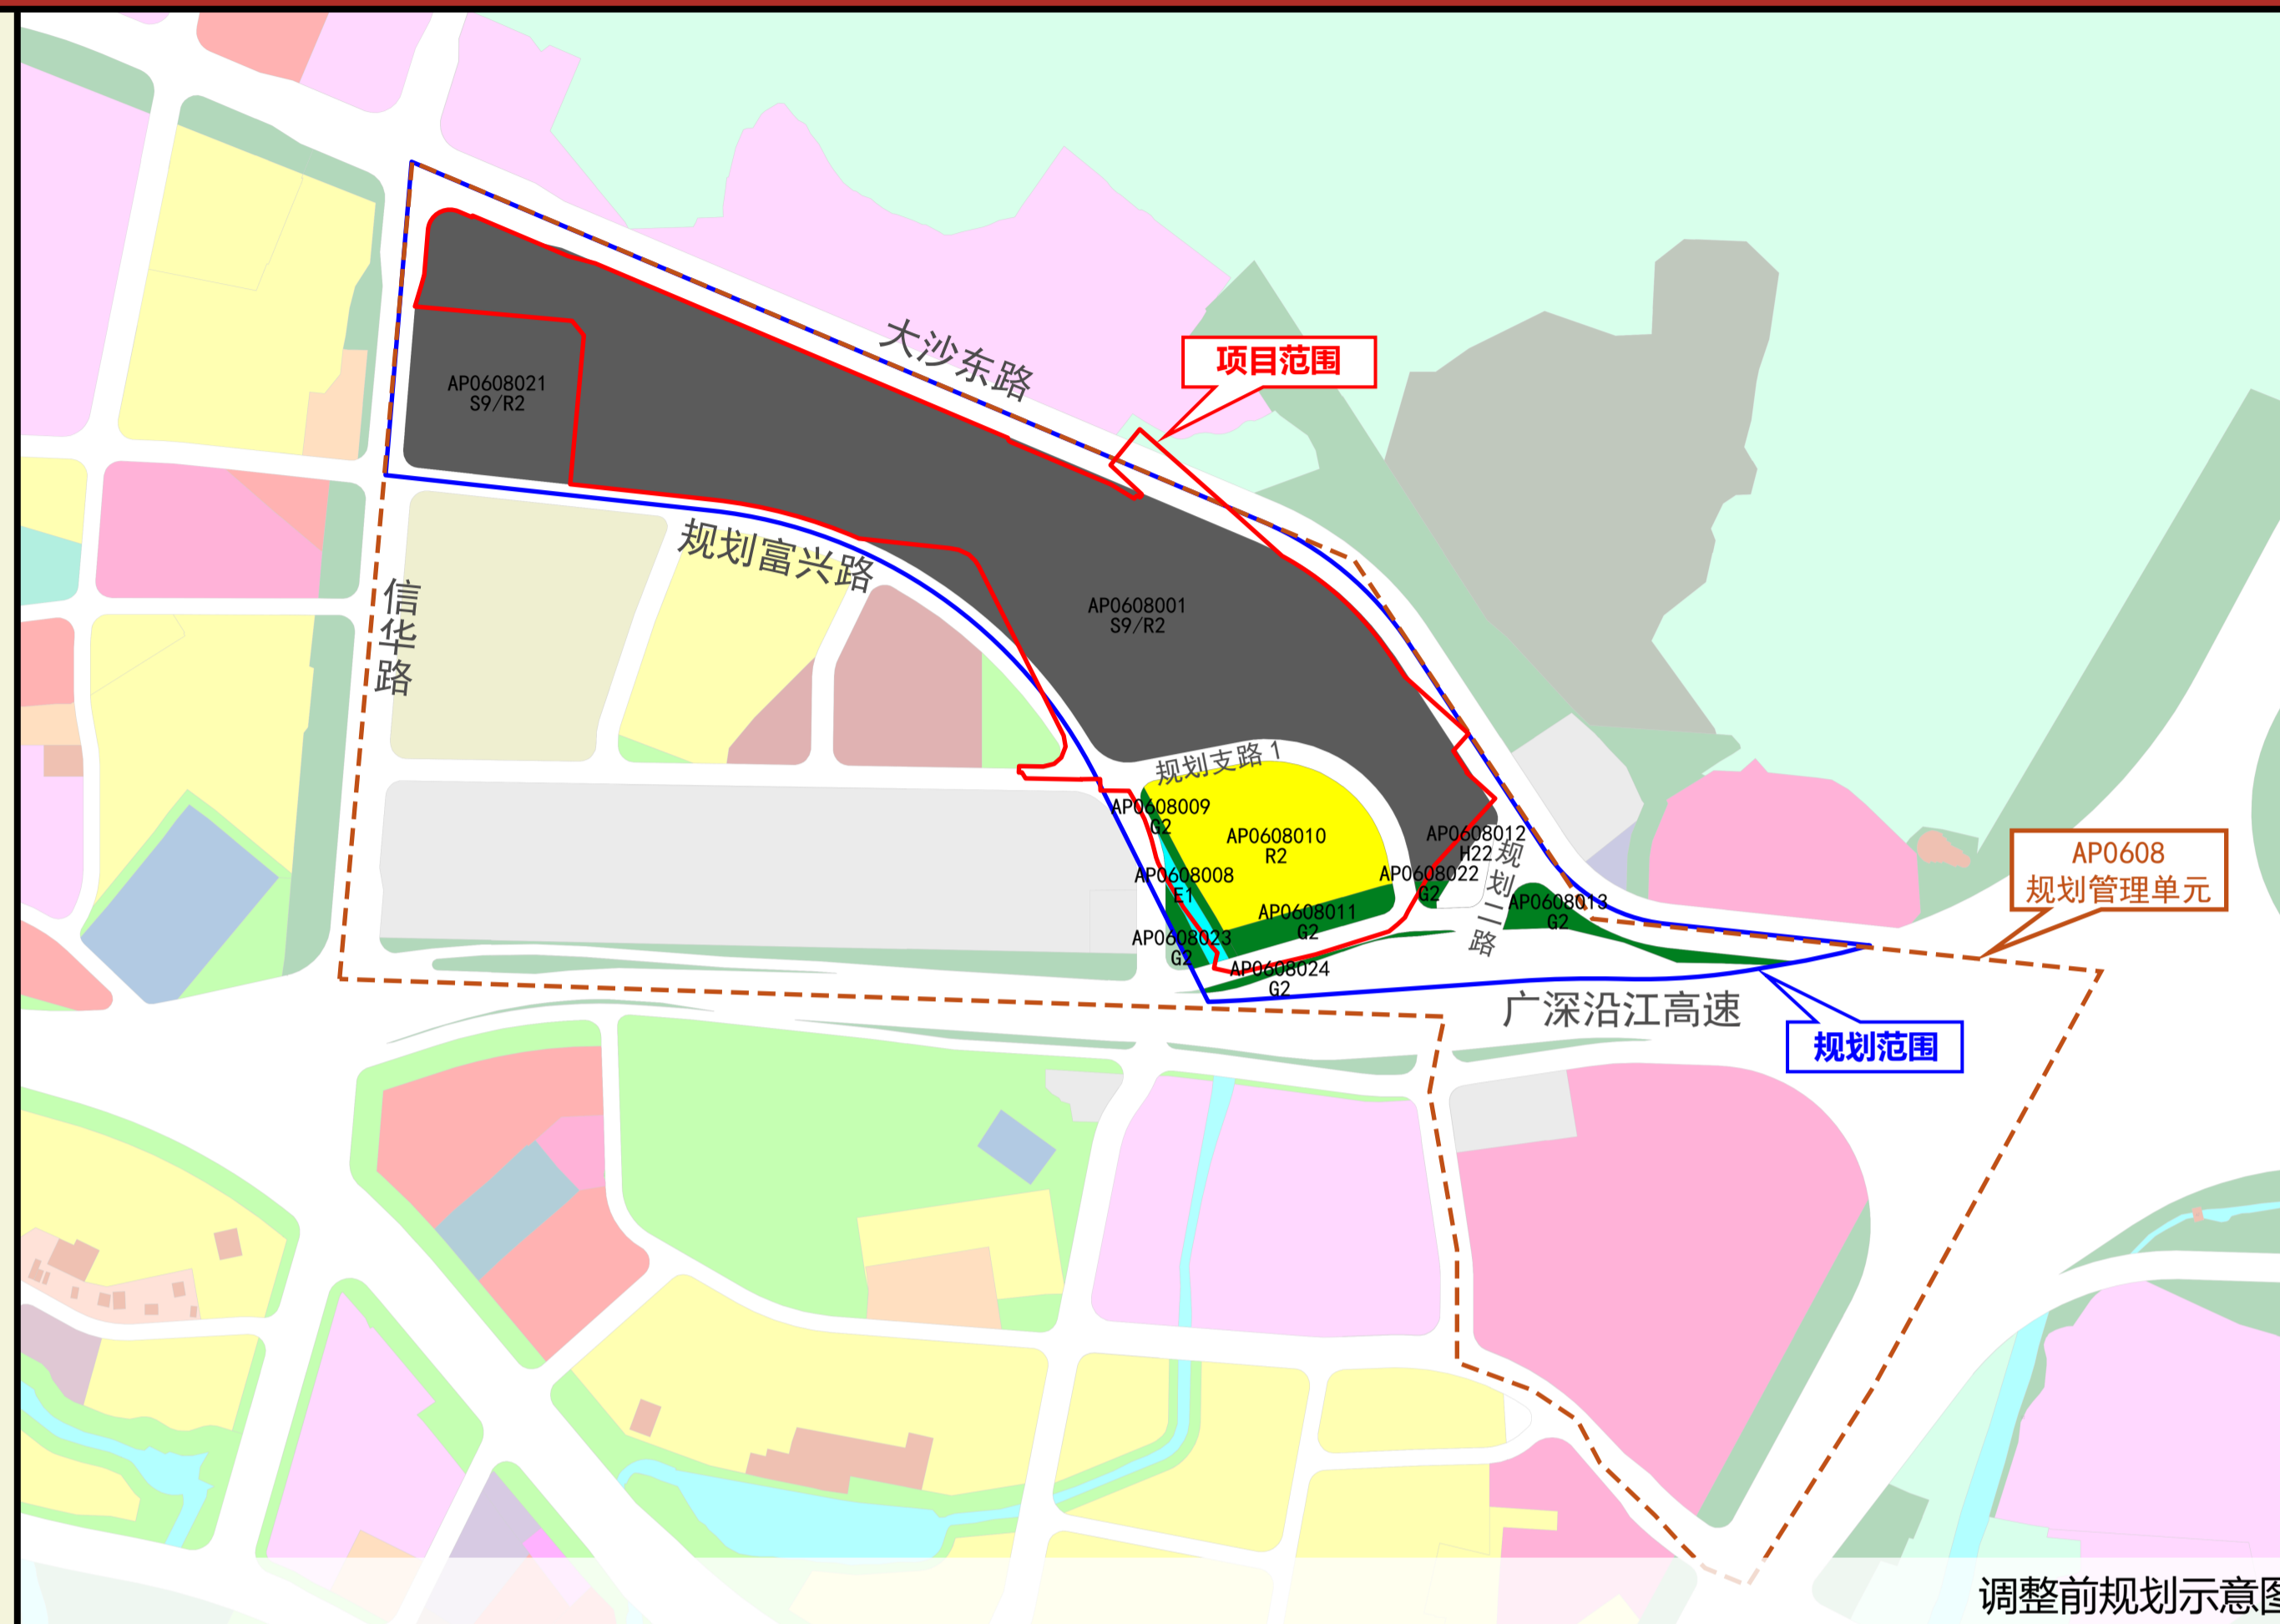 大沙东路
项目范围
AP0608021
S9/R2
规划富兴路
信华路
AP0608001
S9/R2
规划支路1
AP0608009
G2
AP0608010
R2
AP0608012
H22
规划二路
AP0608
规划管理单元
AP0608008
E1
AP0608022
G2
AP0608011
G2
AP0608013
G2
AP0608023
G2
AP0608024
G2
广深沿江高速
规划范围
调整前规划示意图